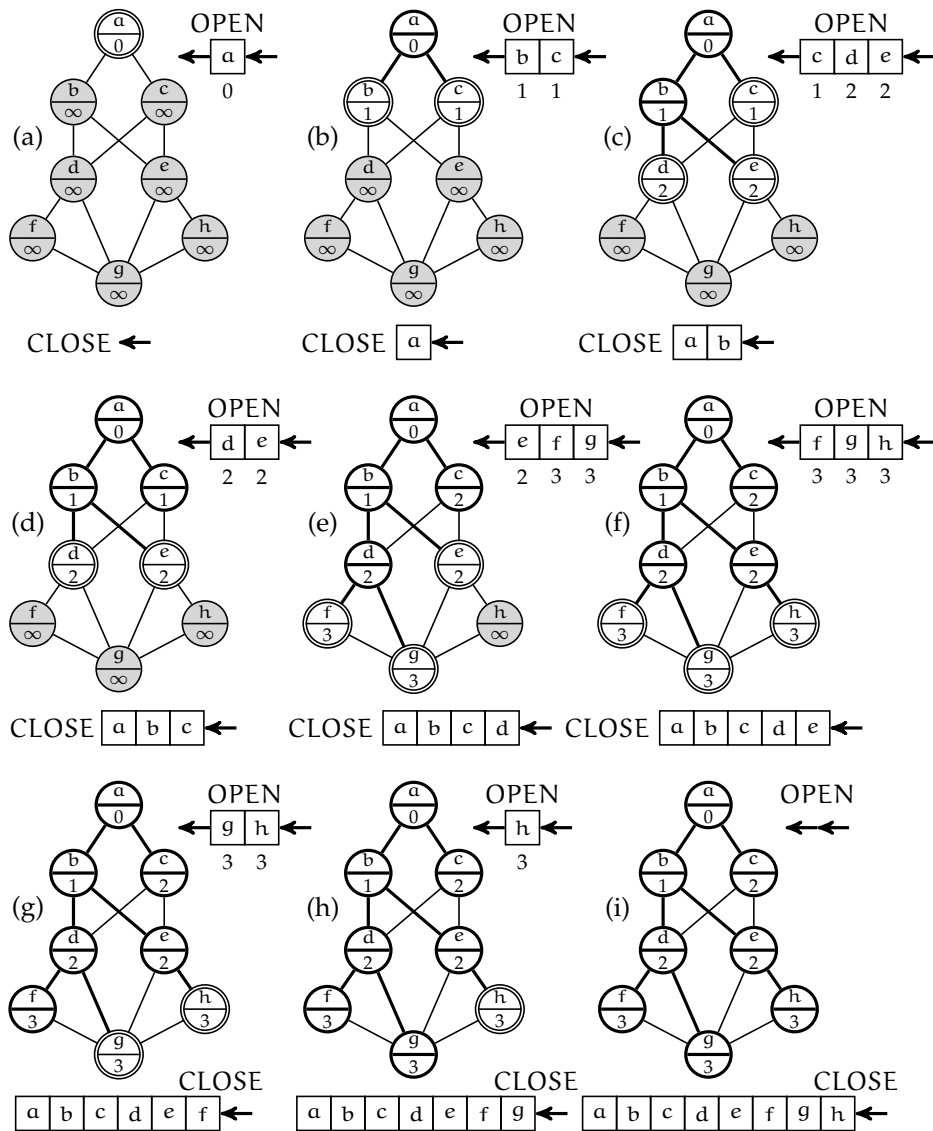 OPEN
a
0
a
0
b
∞
c
∞
(a)
d
∞
e
∞
f
∞
h
∞
g
∞
CLOSE
OPEN
b c
1 1
a
0
b
1
c
1
(b)
d
∞
e
∞
f
∞
h
∞
g
∞
CLOSE a
OPEN
c d e
1 2 2
a
0
b
1
c
1
(c)
d
2
e
2
f
∞
h
∞
g
∞
CLOSE a b
OPEN
d e
2 2
a
0
b
1
c
1
(d)
d
2
e
2
f
∞
h
∞
g
∞
CLOSE a b c
OPEN
e f g
2 3 3
a
0
b
1
c
2
(e)
d
2
e
2
f
3
h
∞
g
3
CLOSE a b c d
OPEN
f g h
3 3 3
a
0
b
1
c
2
(f)
d
2
e
2
f
3
h
3
g
3
CLOSE a b c d e
OPEN
g h
3 3
a
0
b
1
c
2
(g)
d
2
e
2
f
3
h
3
g
3
CLOSE
a b c d e f
OPEN
h
3
a
0
b
1
c
2
(h)
d
2
e
2
f
3
h
3
g
3
CLOSE
a b c d e f g
OPEN
a
0
b
1
c
2
(i)
d
2
e
2
f
3
h
3
g
3
CLOSE
a b c d e f g h